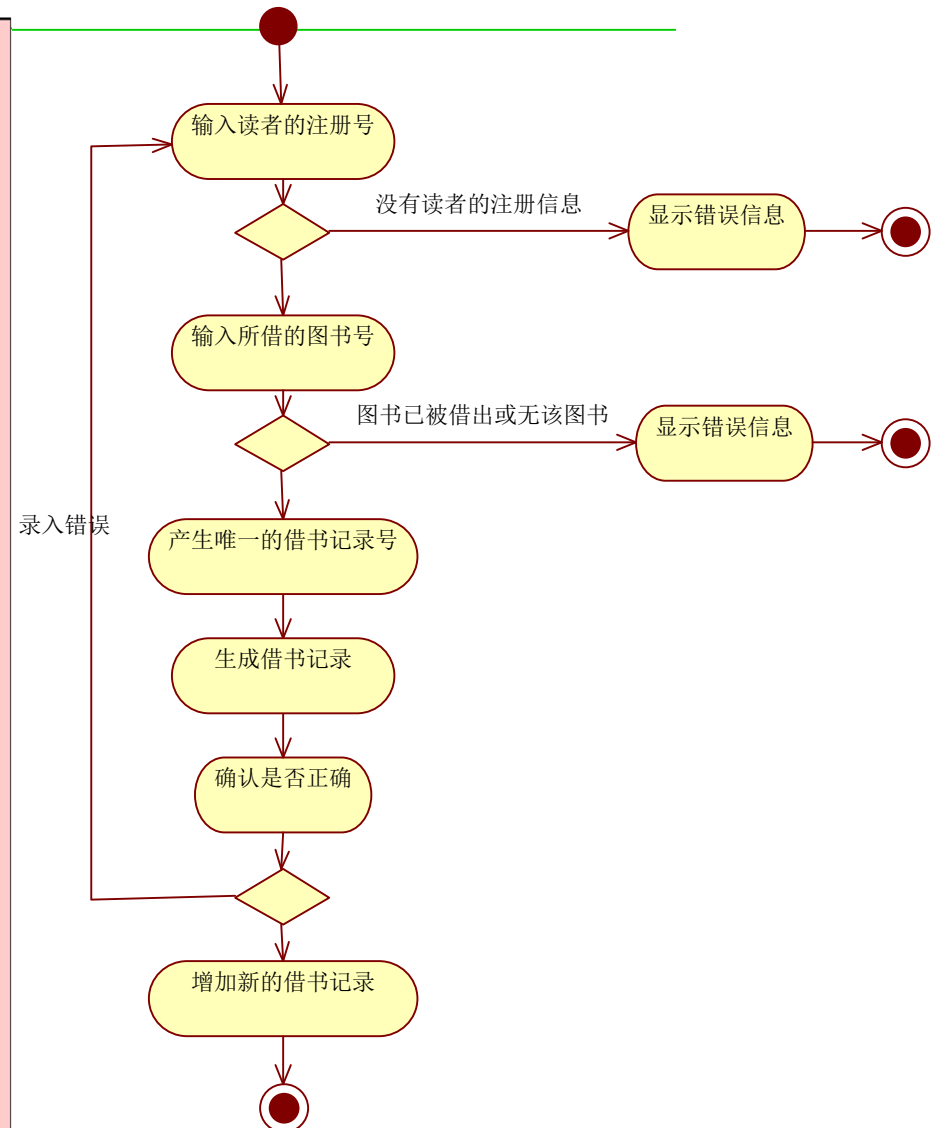 输入读者的注册号
没有读者的注册信息
显示错误信息
输入所借的图书号
图书已被借出或无该图书
显示错误信息
录入错误
产生唯一的借书记录号
生成借书记录
确认是否正确
增加新的借书记录